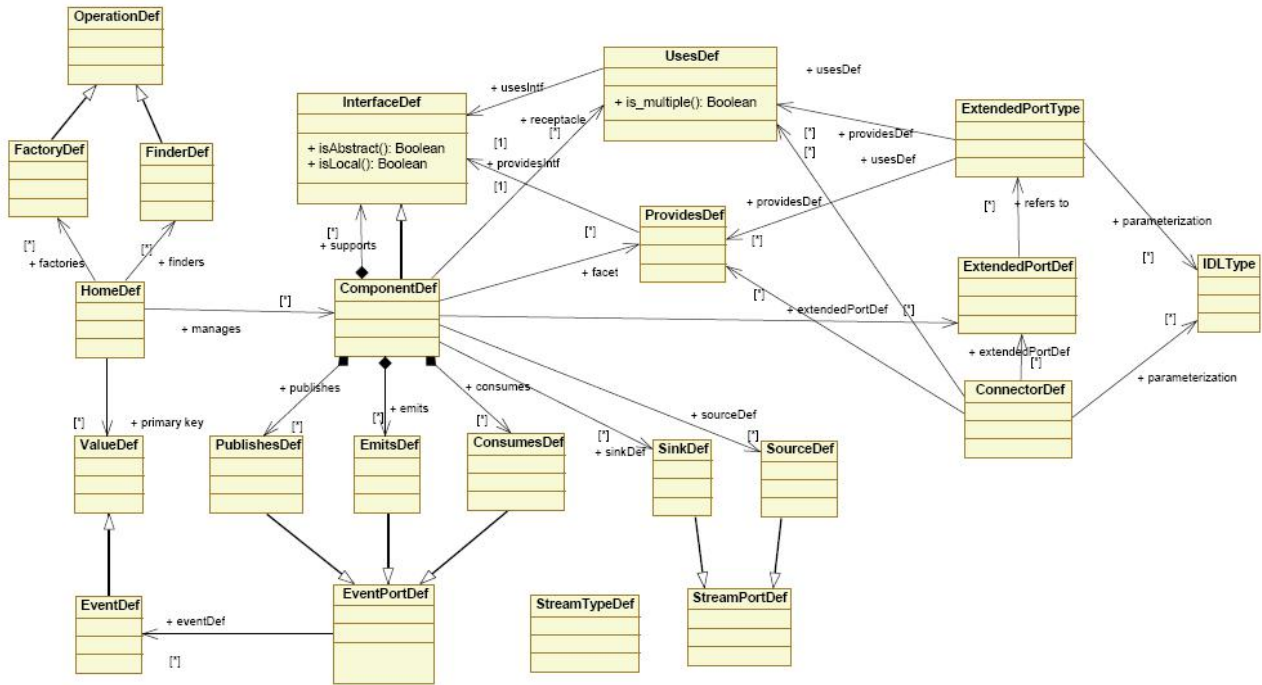 OperationDef
UsesDef
+ usesDef
+ usesIntf
InterfaceDef
+ is_multiple(): Boolean
ExtendedPortType
+ receptacle
[*]
[*]
+ providesDef
FactoryDef
FinderDef
+ isAbstract(): Boolean
[1]
[*]
+ isLocal(): Boolean
+ providesIntf
+ usesDef
[1]
+ providesDef
+ refers to
[*]
ProvidesDef
+ parameterization
[*]
[*]
[*]
[*]
[*]
+ supports
[*]
+ factories
+ finders
+ facet
ExtendedPortDef
IDLType
[*]
HomeDef
[*]
ComponentDef
[*]
+ extendedPortDef
[*]
[*]
+ manages
+ extendedPortDef
[*]
+ publishes
+ consumes
+ parameterization
ConnectorDef
+ emits
+ sourceDef
[*]
+ primary key
[*]
[*]
[*]
[*]
[*]
ValueDef
PublishesDef
EmitsDef
ConsumesDef
+ sinkDef
SinkDef
SourceDef
EventDef
EventPortDef
StreamTypeDef
StreamPortDef
+ eventDef
[*]